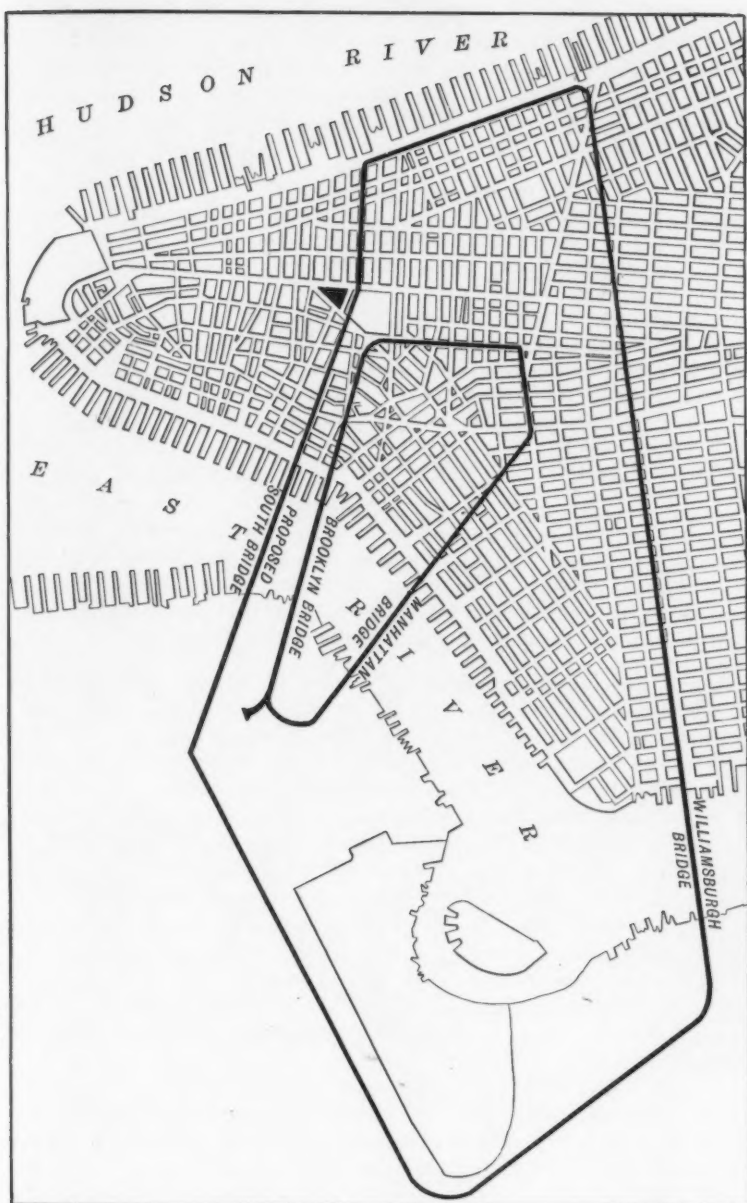 HUDSON RIVER
EAST RIVER
PROPOSED
SOUTH BRIDGE
BROOKLYN BRIDGE
MANHATTAN
BRIDGE
WILLIAMSBURGH
BRIDGE